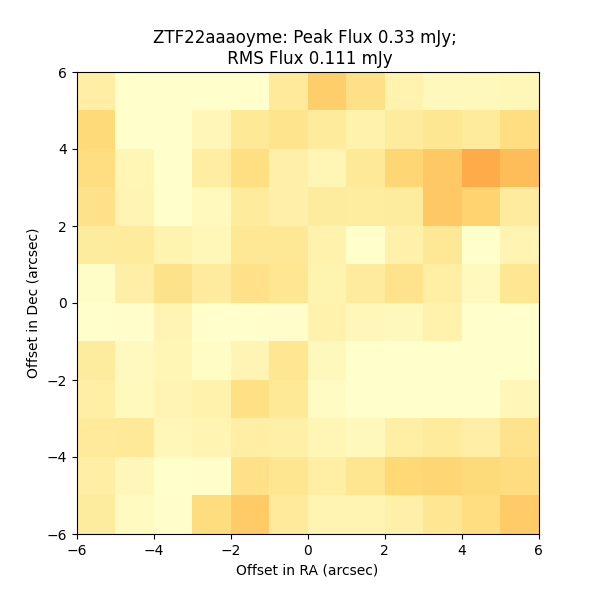 ZTF22aaaoyme: Peak Flux 0.33 mJy;
RMS Flux 0.111 mJy
6
4
2
0
−2
−4
−6
Offset in Dec (arcsec)
−6 −4 −2 0 2 4 6
Offset in RA (arcsec)